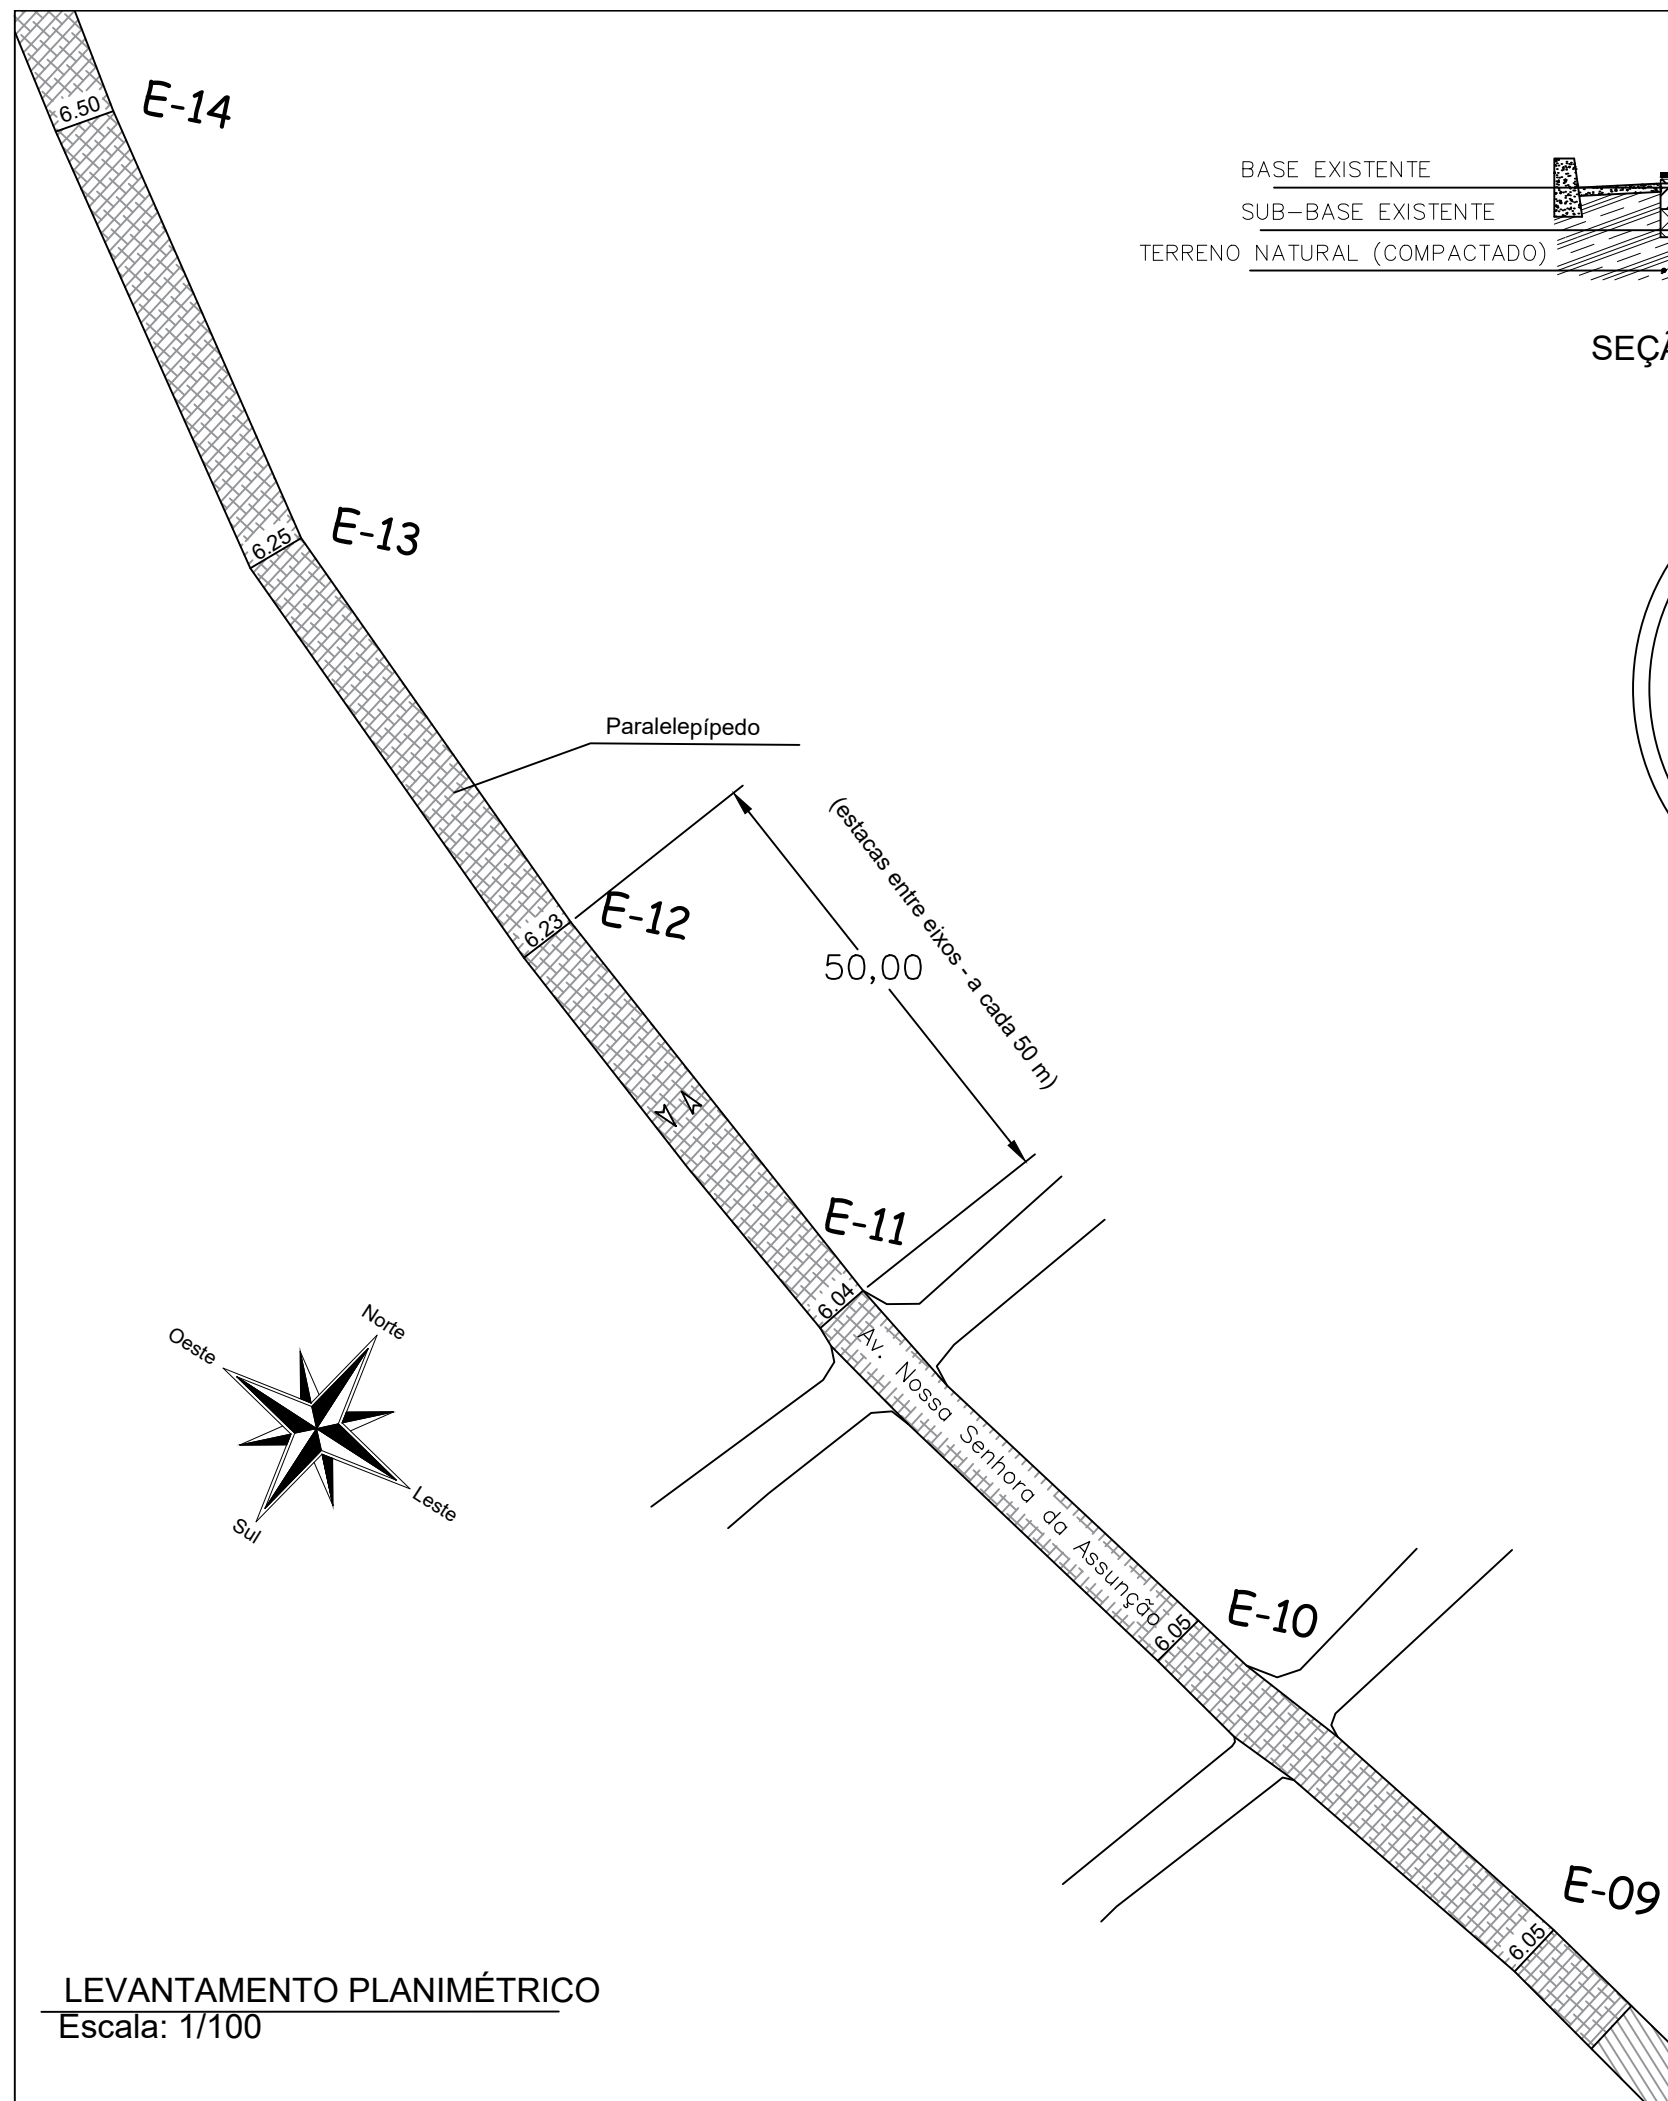 E-14
6.50
BASE EXISTENTE
SUB-BASE EXISTENTE
TERRENO NATURAL (COMPACTADO)
SEÇÃ
E-13
6.25
Paralelepípedo
(estacas entre eixos - a cada 50 m)
50,00
E-12
6.23
E-11
6.04
Av. Nossa Senhora da Assunção
Norte
Oeste
Leste
Sul
E-10
6.05
E-09
6.05
LEVANTAMENTO PLANIMÉTRICO
Escala: 1/100